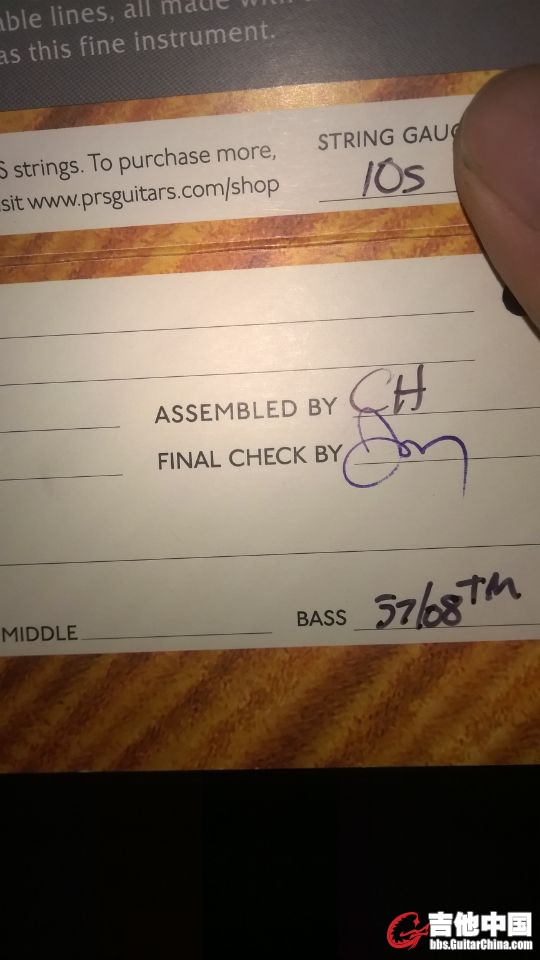 able lines, all made with
as this fine instrument.
S strings. To purchase more,
sit www.prsguitars.com/shop
STRING GAUG
10s
ASSEMBLED BY CH
FINAL CHECK BY
MIDDLE
BASS 57/08 TM
吉他中国
bbs.GuitarChina.com